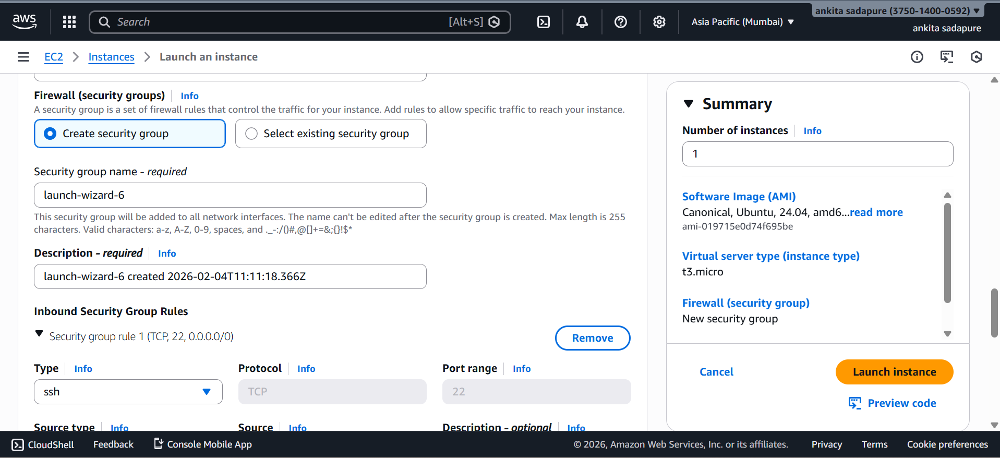 aws
Search [Alt+S]
Asia Pacific (Mumbai)
ankita sadapure (3750-1400-0592)
ankita sadapure
EC2 > Instances > Launch an instance
Firewall (security groups) Info
A security group is a set of firewall rules that control the traffic for your instance. Add rules to allow specific traffic to reach your instance.
Create security group
Select existing security group
Security group name - required
launch-wizard-6
This security group will be added to all network interfaces. The name can't be edited after the security group is created. Max length is 255
characters. Valid characters: a-z, A-Z, 0-9, spaces, and ._-:/()#,@[]+=&;{}!$*
Description - required Info
launch-wizard-6 created 2026-02-04T11:11:18.366Z
Inbound Security Group Rules
Security group rule 1 (TCP, 22, 0.0.0.0/0)
Remove
Type Info
Protocol Info
Port range Info
ssh
TCP
22
Source type Info
Source Info
Description - optional Info
Summary
Number of instances Info
1
Software Image (AMI)
Canonical, Ubuntu, 24.04, amd6...read more
ami-019715e0d74f695be
Virtual server type (instance type)
t3.micro
Firewall (security group)
New security group
Cancel
Launch instance
Preview code
CloudShell
Feedback
Console Mobile App
© 2026, Amazon Web Services, Inc. or its affiliates.
Privacy
Terms
Cookie preferences